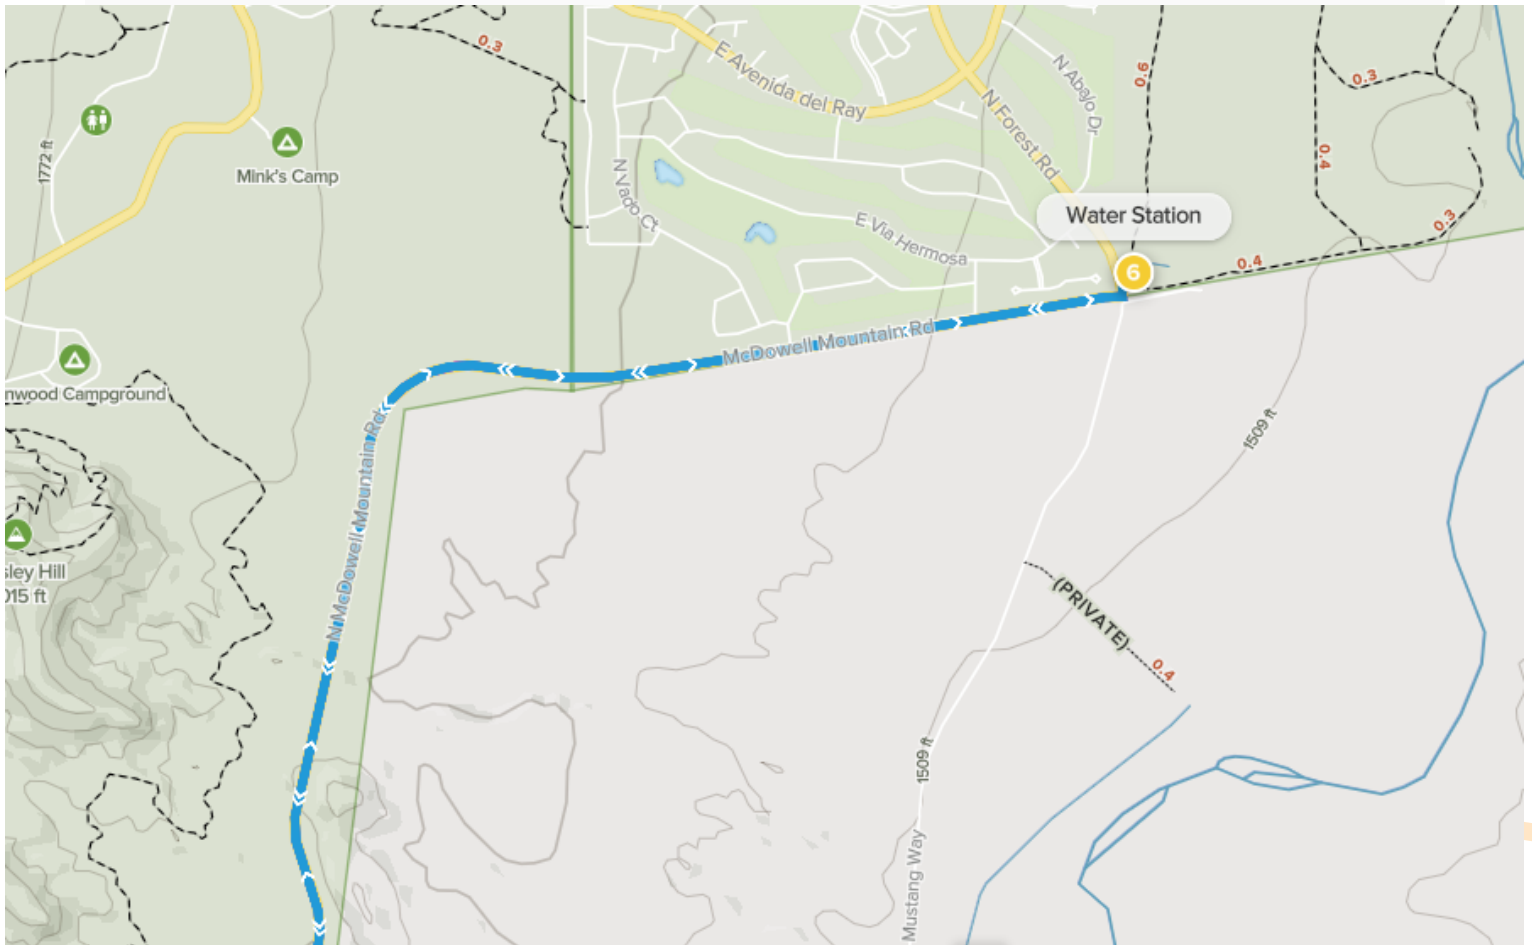 0.3
E Avenida del Ray
N Abajo Dr
0.6
0.3
N Forest Rd
1772 ft
Mink's Camp
N Vado Ct
0.4
Water Station
E Via Hermosa
0.3
6
0.4
McDowell Mountain Rd
nwood Campground
N McDowell Mountain Rd
1509 ft
sley Hill
015 ft
(PRIVATE)
0.4
1509 ft
Mustang Way